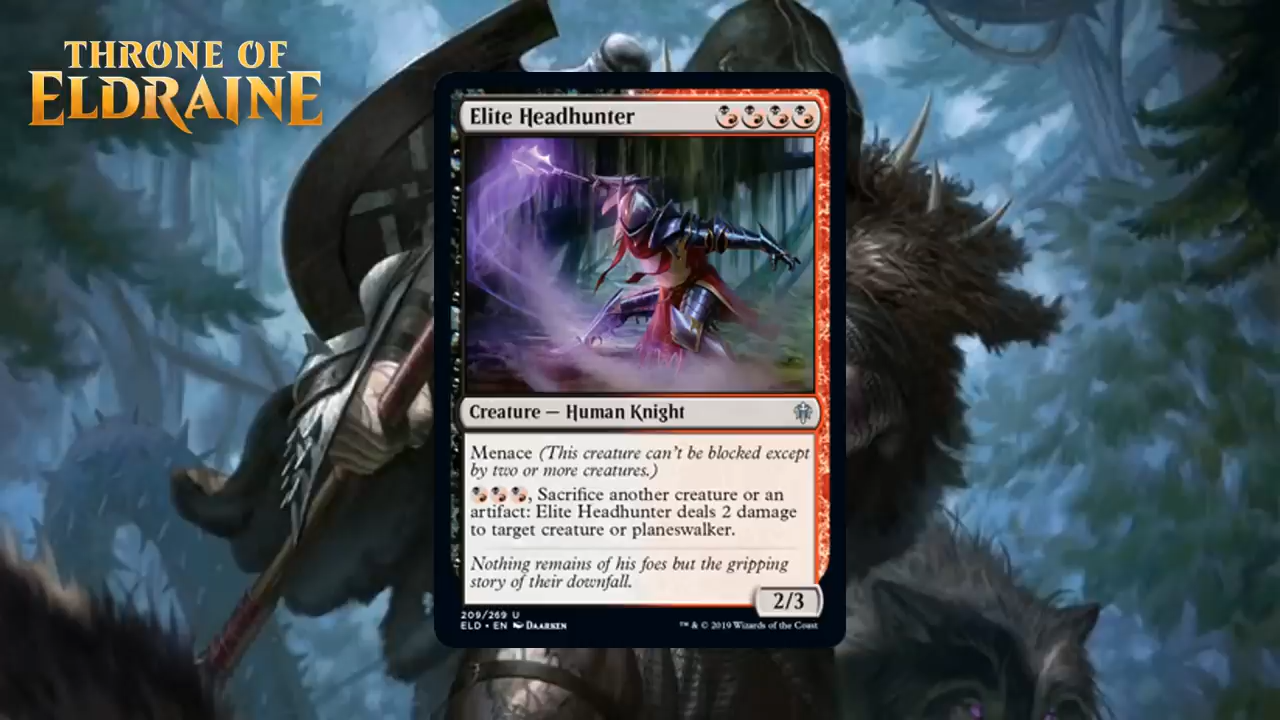 THRONE OF
ELDRAINE
Elite Headhunter
Creature — Human Knight
Menace (This creature can't be blocked except
by two or more creatures.)
, Sacrifice another creature or an
artifact: Elite Headhunter deals 2 damage
to target creature or planeswalker.
Nothing remains of his foes but the gripping
story of their downfall.
2/3
209/269 U
ELD • EN DAARKEN
™ & © 2019 Wizards of the Coast